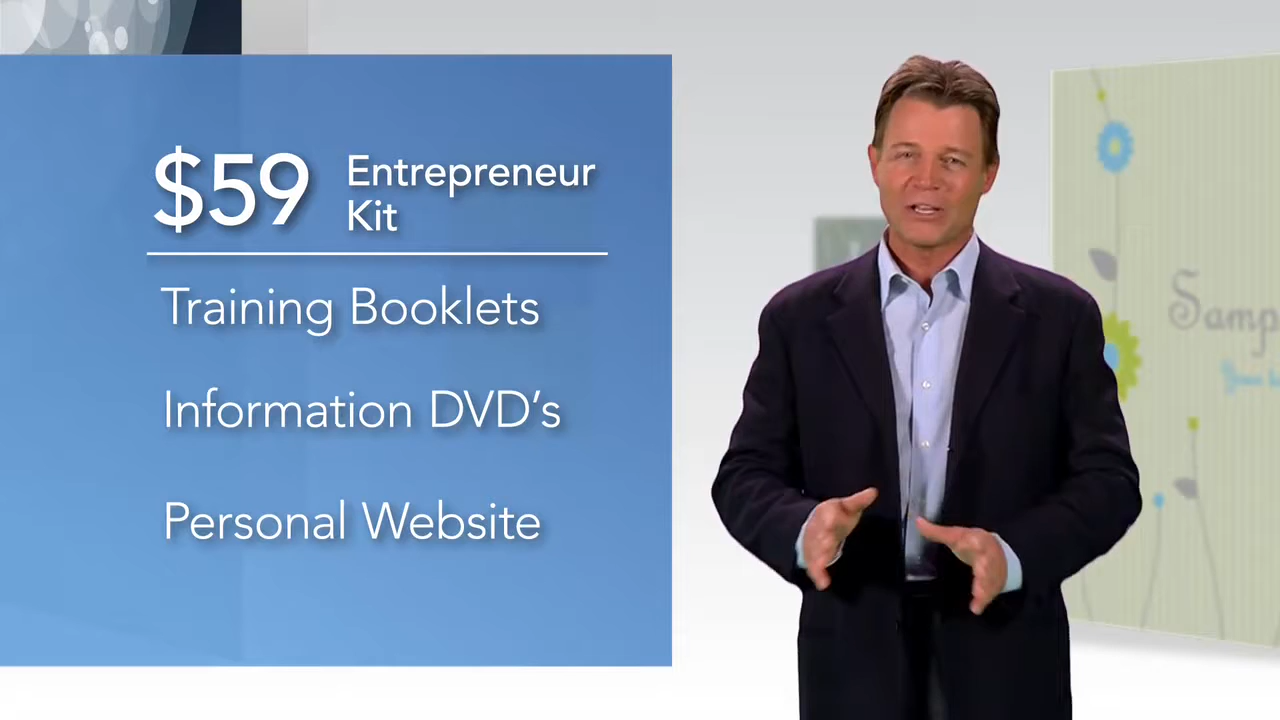 $59 Entrepreneur
Kit
Training Booklets
Information DVD's
Personal Website